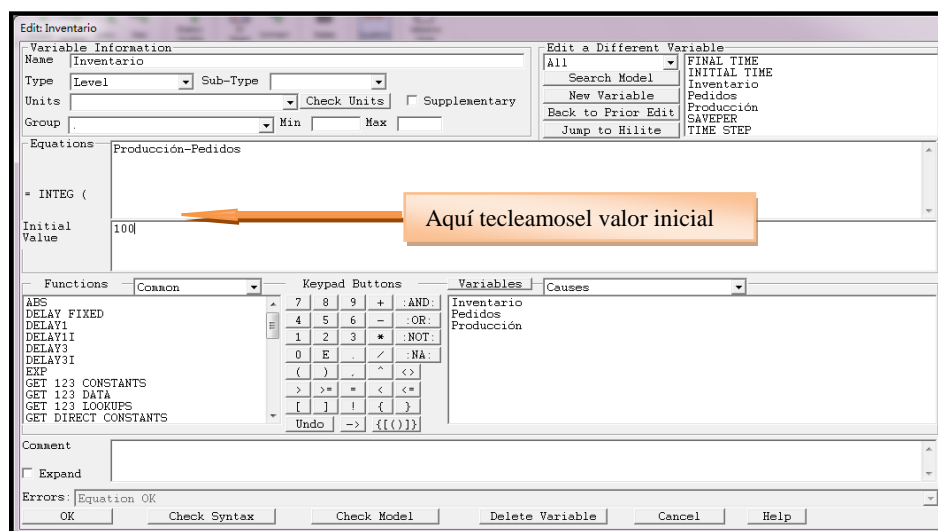 Edit: Inventario
Variable Information
Name Inventario
Type Level Sub-Type
Units Check Units Supplementary
Group . Min Max
Edit a Different Variable
All
Search Model
New Variable
Back to Prior Edit
Jump to Hilite
FINAL TIME
INITIAL TIME
Inventario
Pedidos
Producción
SAVEPER
TIME STEP
Equations
Producción-Pedidos
= INTEG (
Aquí tecleamosel valor inicial
Initial Value
100
Functions Common
ABS
DELAY FIXED
DELAY1
DELAY1I
DELAY3
DELAY3I
EXP
GET 123 CONSTANTS
GET 123 DATA
GET 123 LOOKUPS
GET DIRECT CONSTANTS
Keypad Buttons
7 8 9 + :AND:
4 5 6 - :OR:
1 2 3 * :NOT:
0 E . / :NA:
( ) , ^ <>
> >= = < <=
[ ] ! { }
Undo -> {[()]}
Variables Causes
Inventario
Pedidos
Producción
Comment
Expand
Errors: Equation OK
OK Check Syntax Check Model Delete Variable Cancel Help